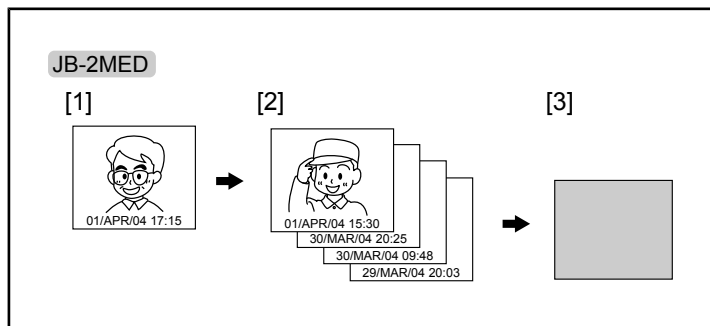 JB-2MED
[1]
[2]
[3]
01/APR/04 17:15
01/APR/04 15:30
30/MAR/04 20:25
30/MAR/04 09:48
29/MAR/04 20:03